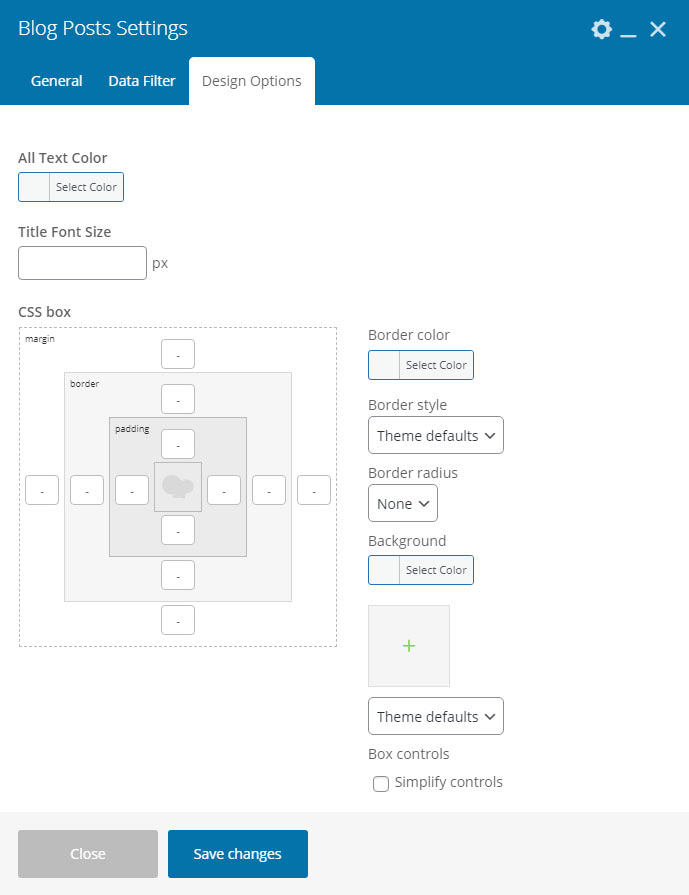 Blog Posts Settings
General Data Filter Design Options
All Text Color
Select Color
Title Font Size
px
CSS box
margin
-
border
-
padding
-
- - - - - -
-
-
-
Border color
Select Color
Border style
Theme defaults
Border radius
None
Background
Select Color
+
Theme defaults
Box controls
Simplify controls
Close Save changes